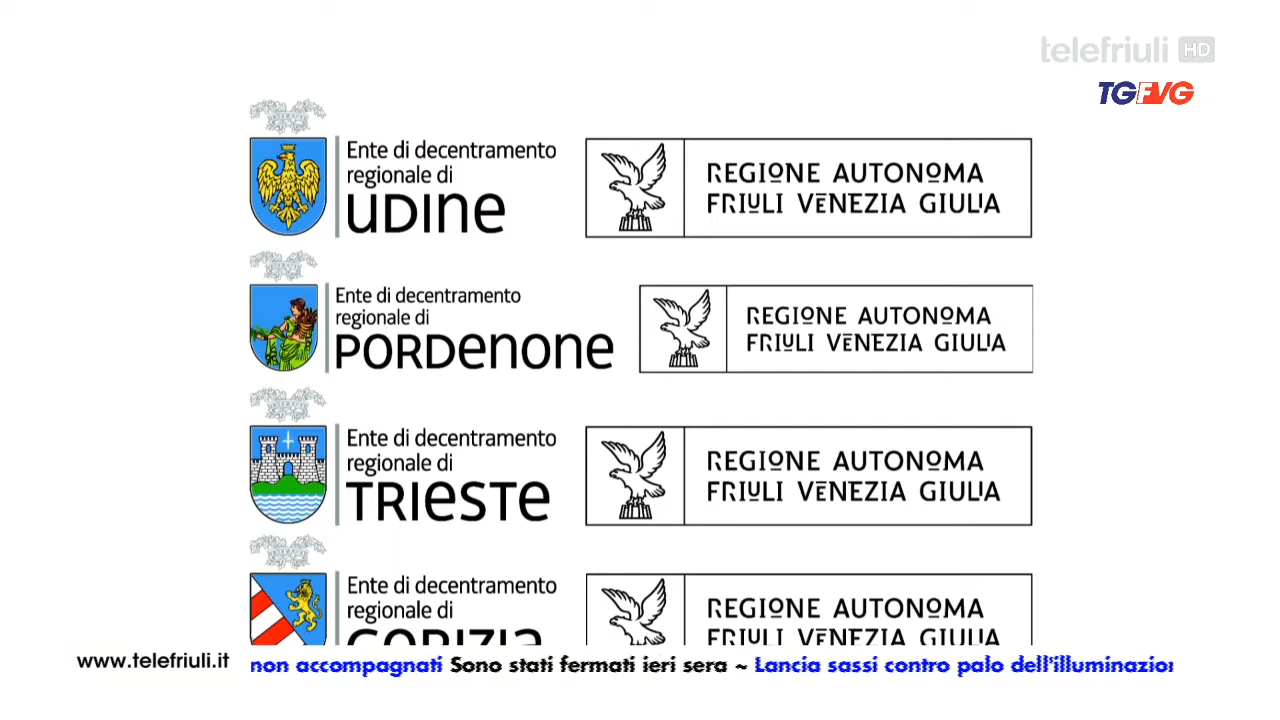 telefriuli HD
TGFVG
Ente di decentramento
regionale di
UDINE
REGIONE AUTONOMA
FRIULI VENEZIA GIULIA
Ente di decentramento
regionale di
PORDENONE
REGIONE AUTONOMA
FRIULI VENEZIA GIULIA
Ente di decentramento
regionale di
TRIESTE
REGIONE AUTONOMA
FRIULI VENEZIA GIULIA
Ente di decentramento
regionale di
GORIZIA
REGIONE AUTONOMA
FRIULI VENEZIA GIULIA
www.telefriuli.it
non accompagnati Sono stati fermati ieri sera ~ Lancia sassi contro palo dell'illuminazion